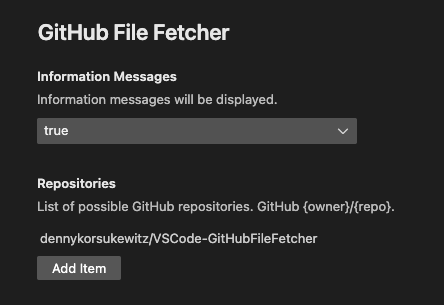 GitHub File Fetcher
Information Messages
Information messages will be displayed.
true
Repositories
List of possible GitHub repositories. GitHub {owner}/{repo}.
dennykorsukewitz/VSCode-GitHubFileFetcher
Add Item